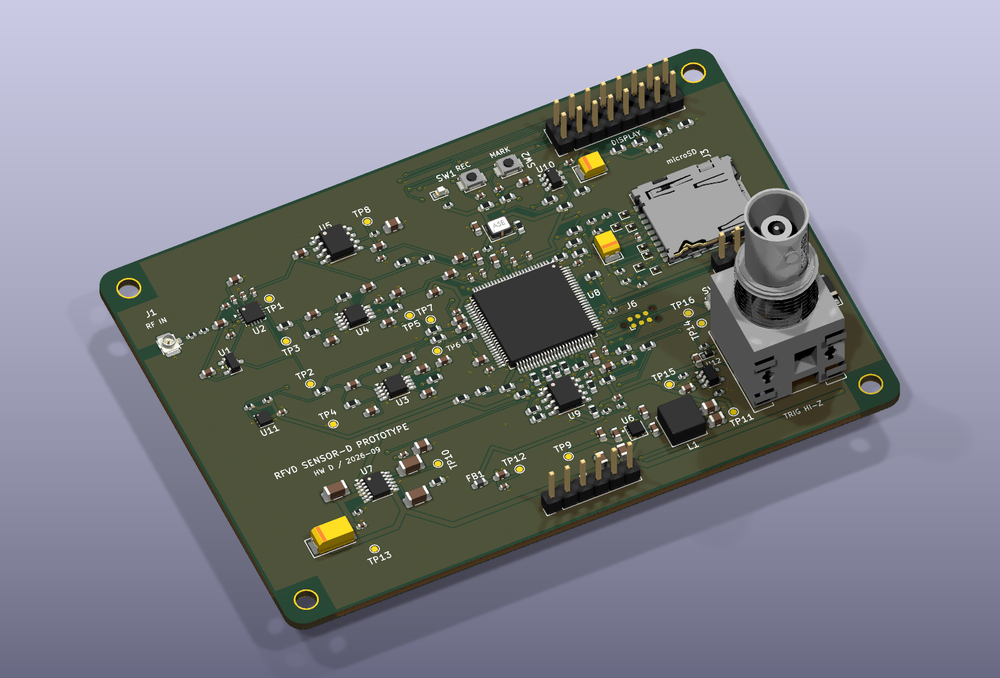 DISPLAY
microSD
J3
MARK
SW2
REC
SW1
U10
ASE
TP8
U5
TP1
U2
J1
RF IN
TP7
TP5
U4
U8
J6
TP16
TP14
TP3
U1
TP6
TP2
U3
TP15
U12
TP4
U11
U9
U6
TP11
TRIG HI-Z
L1
RFVD SENSOR-D PROTOTYPE
HW D / 2026-09
TP10
TP9
TP12
FB1
U7
TP13